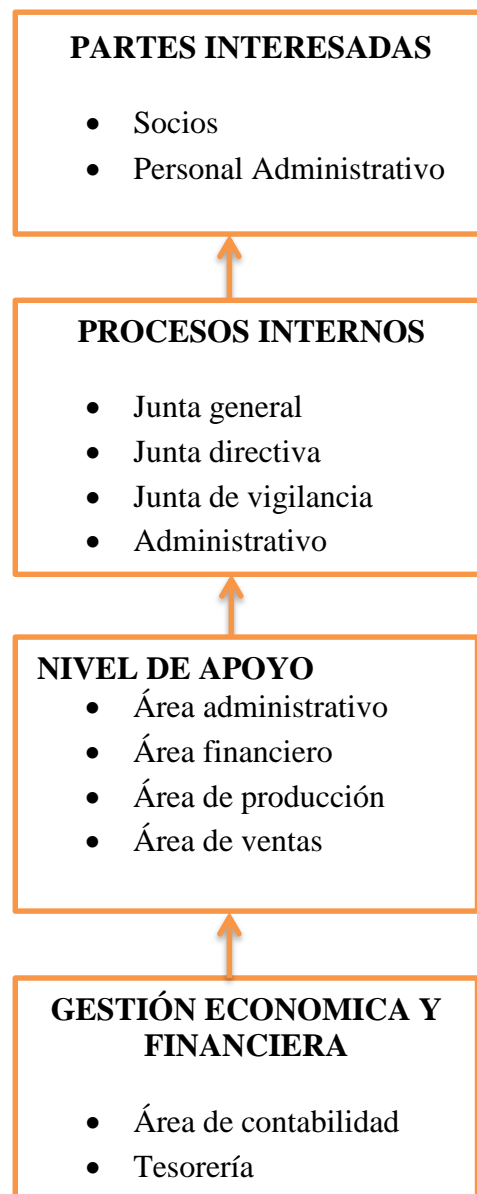 PARTES INTERESADAS
• Socios
• Personal Administrativo
PROCESOS INTERNOS
• Junta general
• Junta directiva
• Junta de vigilancia
• Administrativo
NIVEL DE APOYO
• Área administrativo
• Área financiero
• Área de producción
• Área de ventas
GESTIÓN ECONOMICA Y
FINANCIERA
• Área de contabilidad
• Tesorería